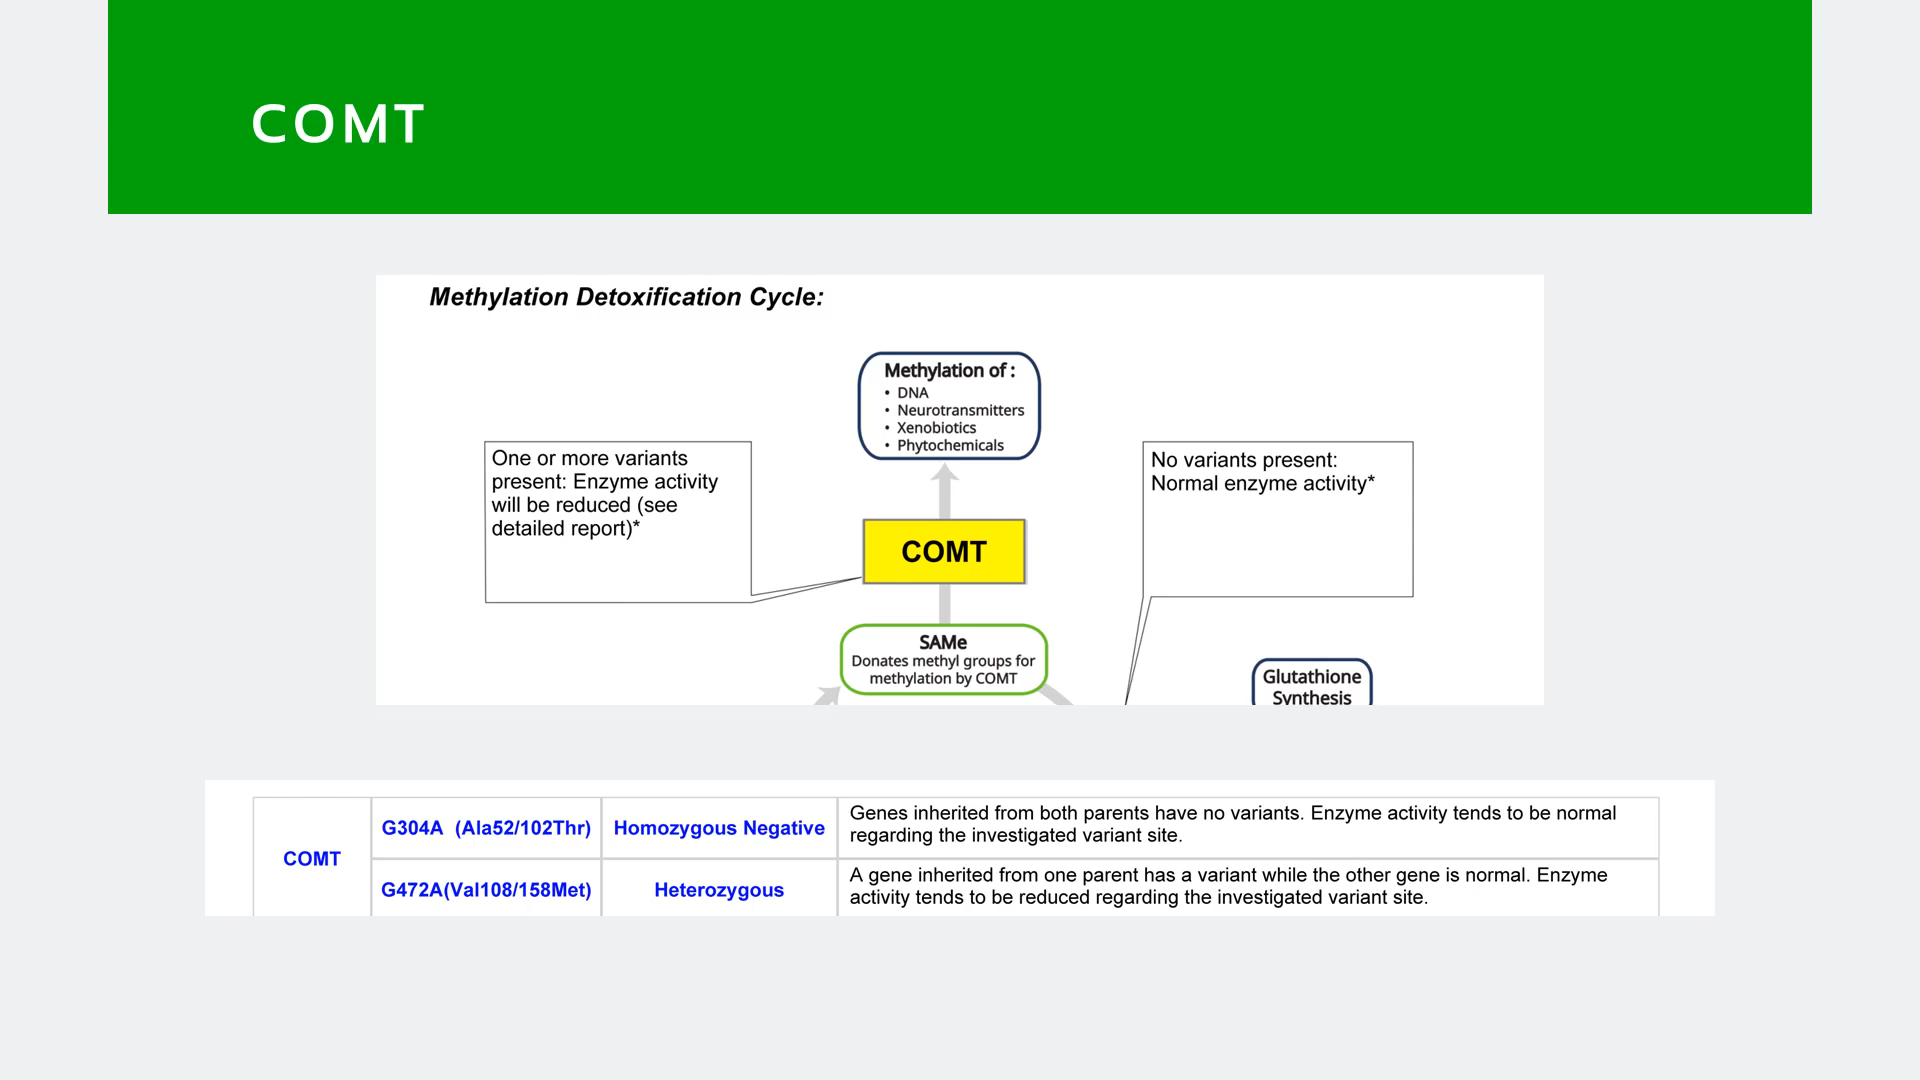 COMT
Methylation Detoxification Cycle:
Methylation of :
• DNA
• Neurotransmitters
• Xenobiotics
• Phytochemicals
One or more variants
present: Enzyme activity
will be reduced (see
detailed report)*
No variants present:
Normal enzyme activity*
COMT
SAMe
Donates methyl groups for
methylation by COMT
Glutathione
Synthesis
COMT
G304A (Ala52/102Thr)
Homozygous Negative
Genes inherited from both parents have no variants. Enzyme activity tends to be normal
regarding the investigated variant site.
G472A(Val108/158Met)
Heterozygous
A gene inherited from one parent has a variant while the other gene is normal. Enzyme
activity tends to be reduced regarding the investigated variant site.